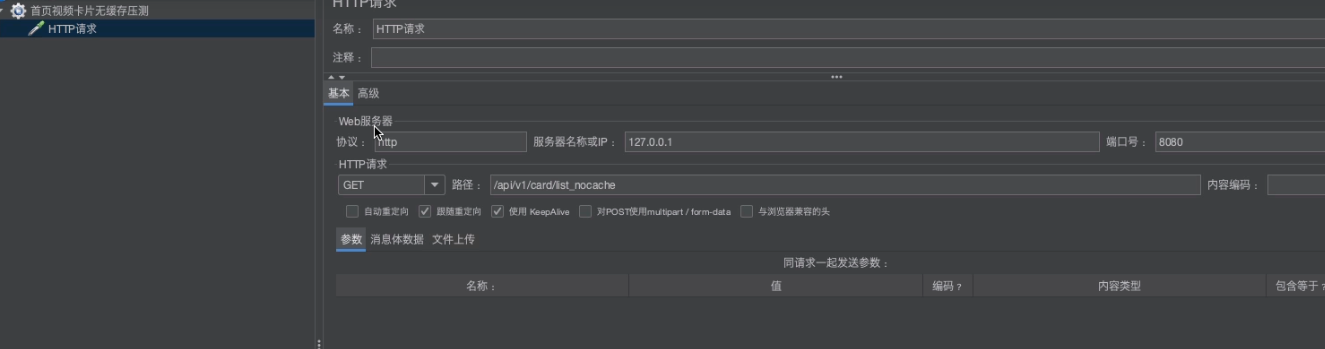 首页视频卡片无缓存压测
HTTP请求
HTTP请求
名称：
HTTP请求
注释：
基本
高级
Web服务器
协议：
http
服务器名称或IP：
127.0.0.1
端口号：
8080
HTTP请求
GET
路径：
/api/v1/card/list_nocache
内容编码：
自动重定向
跟随重定向
使用 KeepAlive
对POST使用multipart / form-data
与浏览器兼容的头
参数
消息体数据
文件上传
同请求一起发送参数：
名称：
值
编码？
内容类型
包含等于？